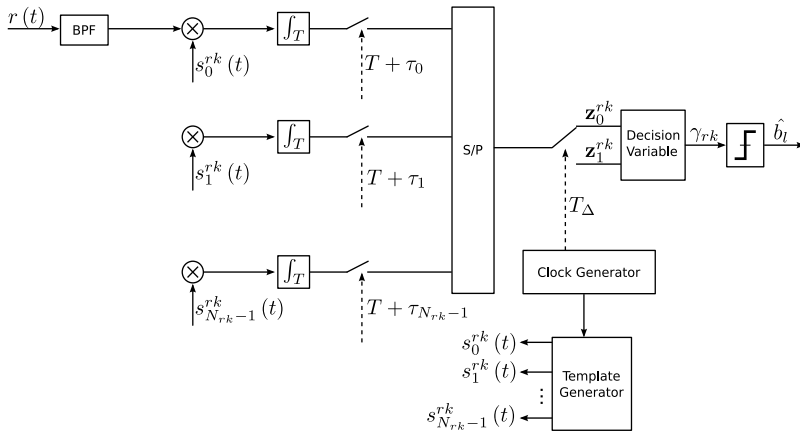 r(t)
BPF
∫_T
s_0^{rk}(t)
T + τ_0
∫_T
s_1^{rk}(t)
T + τ_1
∫_T
s_{N_{rk}-1}^{rk}(t)
T + τ_{N_{rk}-1}
S/P
z_0^{rk}
z_1^{rk}
T_Δ
Decision
Variable
γ_{rk}
\hat{b_l}
Clock Generator
Template
Generator
s_0^{rk}(t)
s_1^{rk}(t)
⋮
s_{N_{rk}-1}^{rk}(t)